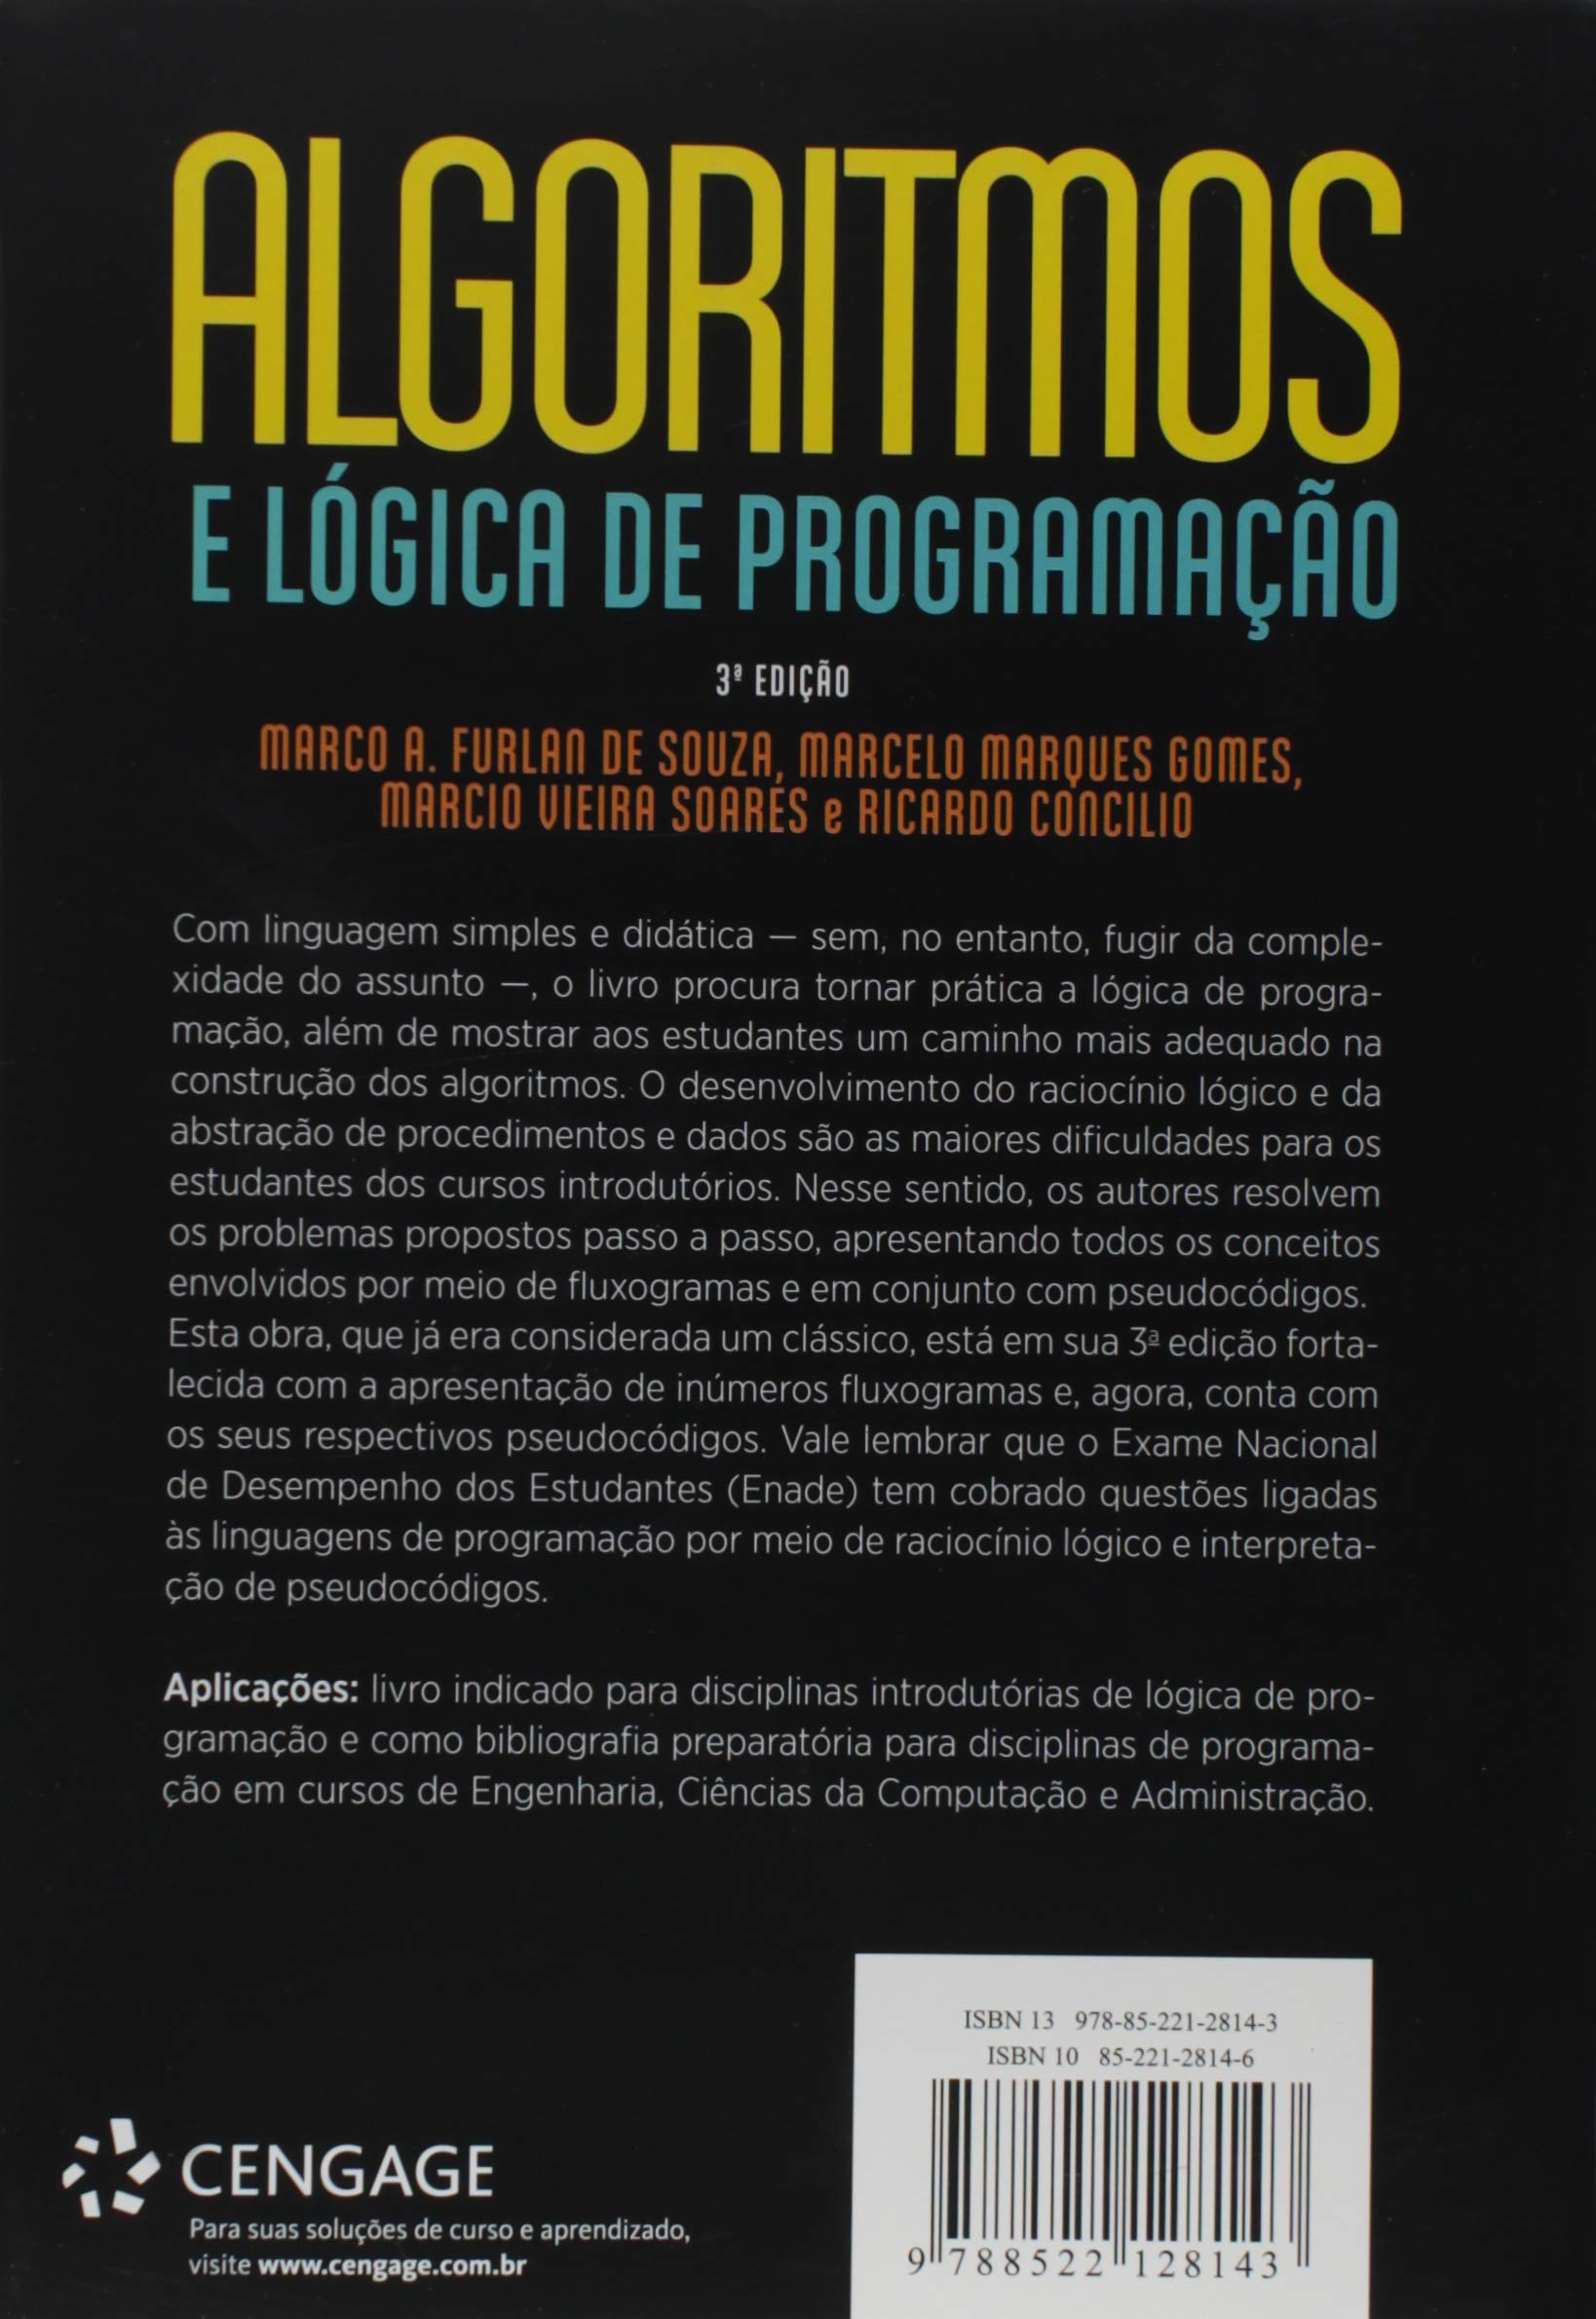 ALGORITMOS
E LÓGICA DE PROGRAMAÇÃO
3ª EDIÇÃO
MARCO A. FURLAN DE SOUZA, MARCELO MARQUES GOMES,
MARCIO VIEIRA SOARES e RICARDO CONCILIO
Com linguagem simples e didática — sem, no entanto, fugir da comple-
xidade do assunto —, o livro procura tornar prática a lógica de progra-
mação, além de mostrar aos estudantes um caminho mais adequado na
construção dos algoritmos. O desenvolvimento do raciocínio lógico e da
abstração de procedimentos e dados são as maiores dificuldades para os
estudantes dos cursos introdutórios. Nesse sentido, os autores resolvem
os problemas propostos passo a passo, apresentando todos os conceitos
envolvidos por meio de fluxogramas e em conjunto com pseudocódigos.
Esta obra, que já era considerada um clássico, está em sua 3ª edição forta-
lecida com a apresentação de inúmeros fluxogramas e, agora, conta com
os seus respectivos pseudocódigos. Vale lembrar que o Exame Nacional
de Desempenho dos Estudantes (Enade) tem cobrado questões ligadas
às linguagens de programação por meio de raciocínio lógico e interpreta-
ção de pseudocódigos.
Aplicações: livro indicado para disciplinas introdutórias de lógica de pro-
gramação e como bibliografia preparatória para disciplinas de programa-
ção em cursos de Engenharia, Ciências da Computação e Administração.
ISBN 13 978-85-221-2814-3
ISBN 10 85-221-2814-6
9 788522 128143
CENGAGE
Para suas soluções de curso e aprendizado,
visite www.cengage.com.br